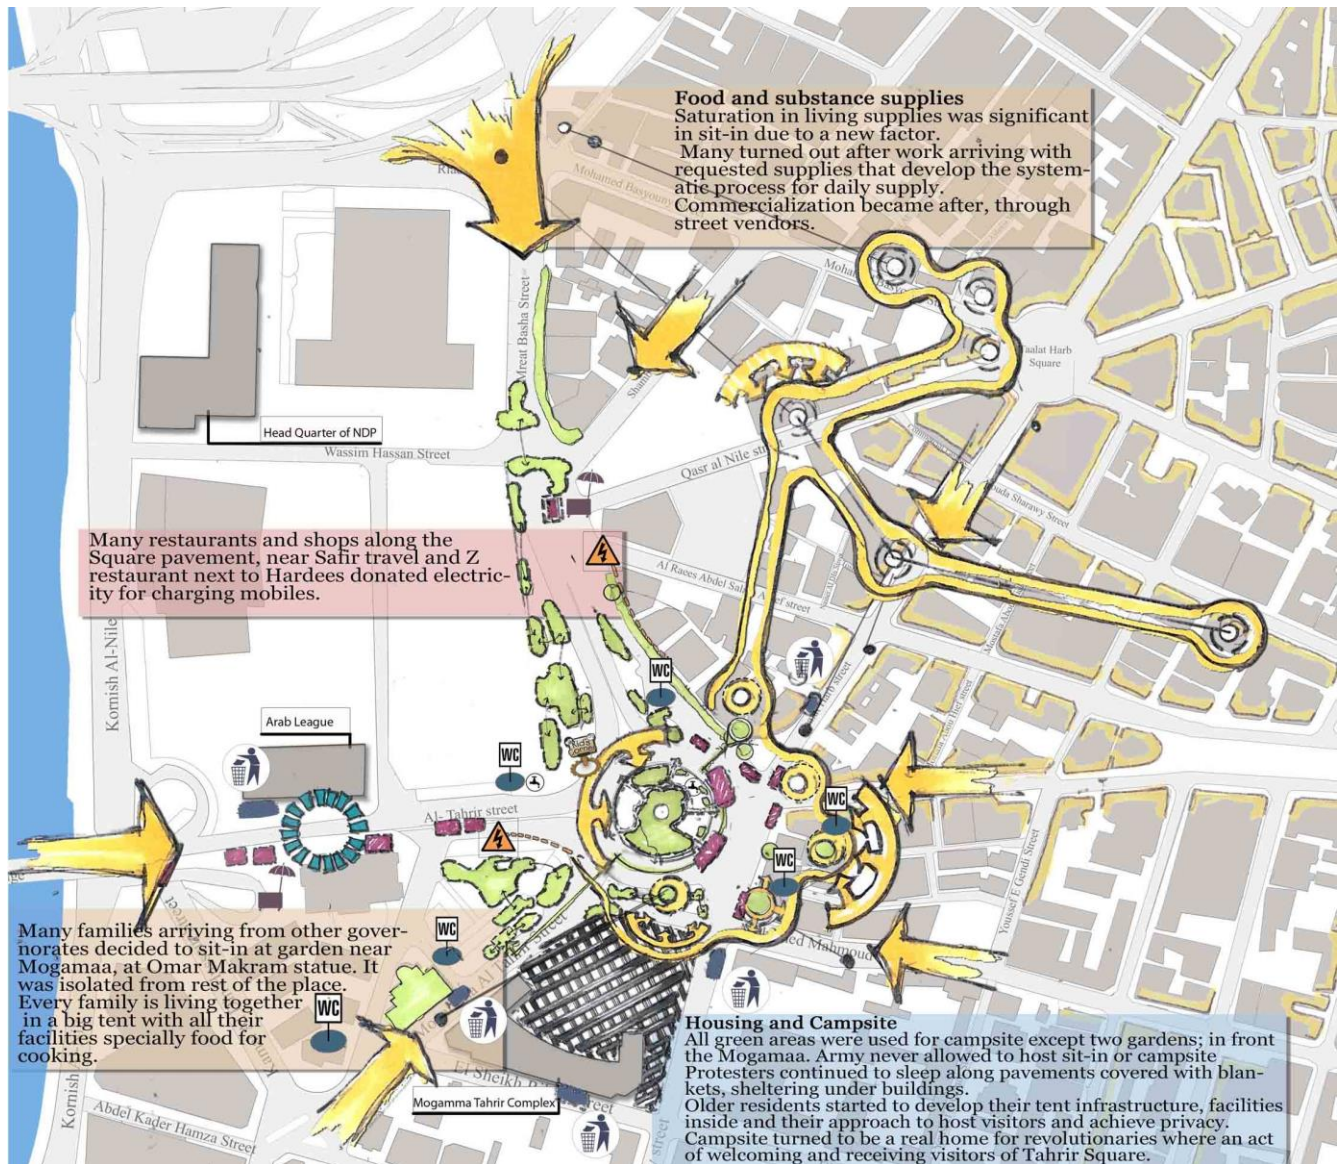 Food and substance supplies
Saturation in living supplies was significant
in sit-in due to a new factor.
Many turned out after work arriving with
requested supplies that develop the system-
atic process for daily supply.
Commercialization became after, through
street vendors.
Mohamed Basyouny
Mreat Basha Street
Taalat Harb
Square
Head Quarter of NDP
Wassim Hassan Street
Qasr al Nile
Many restaurants and shops along the
Square pavement, near Safir travel and Z
restaurant next to Hardees donated electric-
ity for charging mobiles.
Kornish Al-Nile
WC
Arab League
WC
Al- Tahrir street
WC
WC
Youssef E Gendi Street
Many families arriving from other gover-
norates decided to sit-in at garden near
Mogamaa, at Omar Makram statue. It
was isolated from rest of the place.
Every family is living together
in a big tent with all their
facilities specially food for
cooking.
WC
WC
Mogamma Tahrir Complex
Abdel Kader Hamza Street
Housing and Campsite
All green areas were used for campsite except two gardens; in front
the Mogamaa. Army never allowed to host sit-in or campsite
Protesters continued to sleep along pavements covered with blan-
kets, sheltering under buildings.
Older residents started to develop their tent infrastructure, facilities
inside and their approach to host visitors and achieve privacy.
Campsite turned to be a real home for revolutionaries where an act
of welcoming and receiving visitors of Tahrir Square.